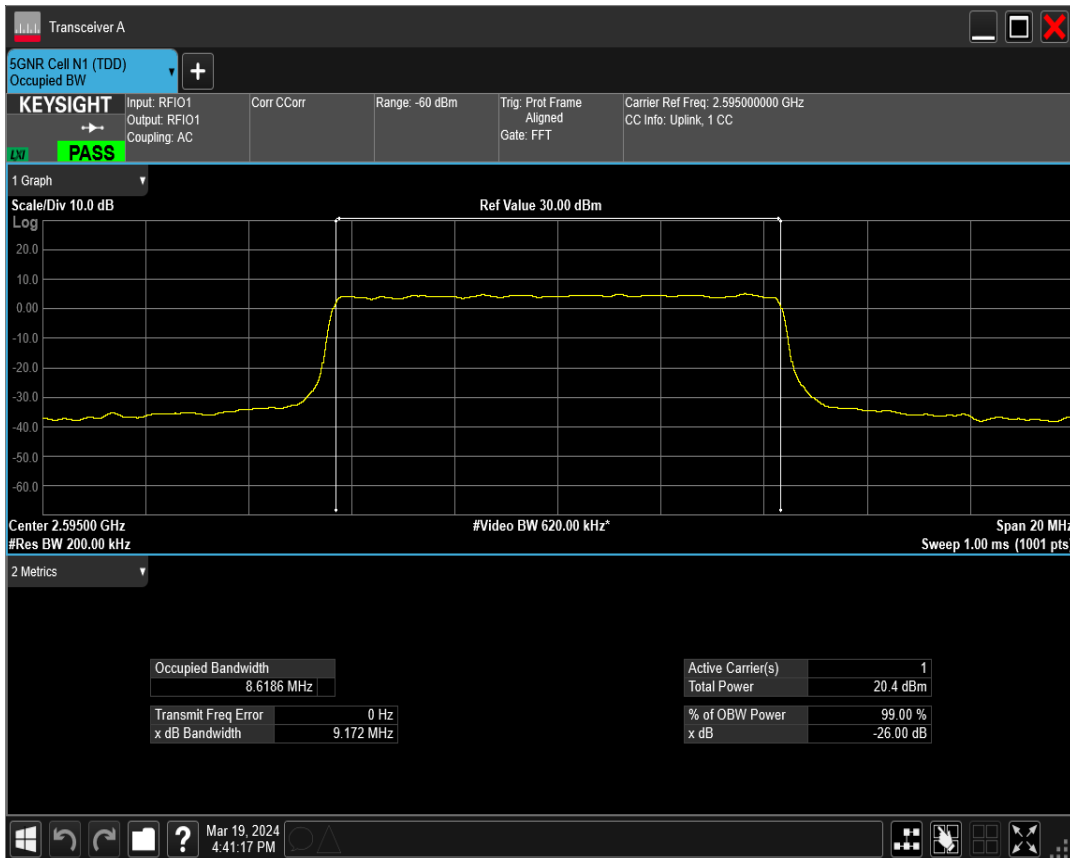 Transceiver A
5GNR Cell N1 (TDD)
Occupied BW
+
KEYSIGHT
LXI
PASS
Input: RFIO1
Output: RFIO1
Coupling: AC
Corr CCorr
Range: -60 dBm
Trig: Prot Frame
Aligned
Gate: FFT
Carrier Ref Freq: 2.595000000 GHz
CC Info: Uplink, 1 CC
1 Graph
Scale/Div 10.0 dB
Ref Value 30.00 dBm
Log
20.0
10.0
0.00
-10.0
-20.0
-30.0
-40.0
-50.0
-60.0
Center 2.59500 GHz
#Video BW 620.00 kHz*
Span 20 MHz
#Res BW 200.00 kHz
Sweep 1.00 ms (1001 pts)
2 Metrics
Occupied Bandwidth
8.6186 MHz
Transmit Freq Error 0 Hz
x dB Bandwidth 9.172 MHz
Active Carrier(s) 1
Total Power 20.4 dBm
% of OBW Power 99.00 %
x dB -26.00 dB
?
Mar 19, 2024
4:41:17 PM